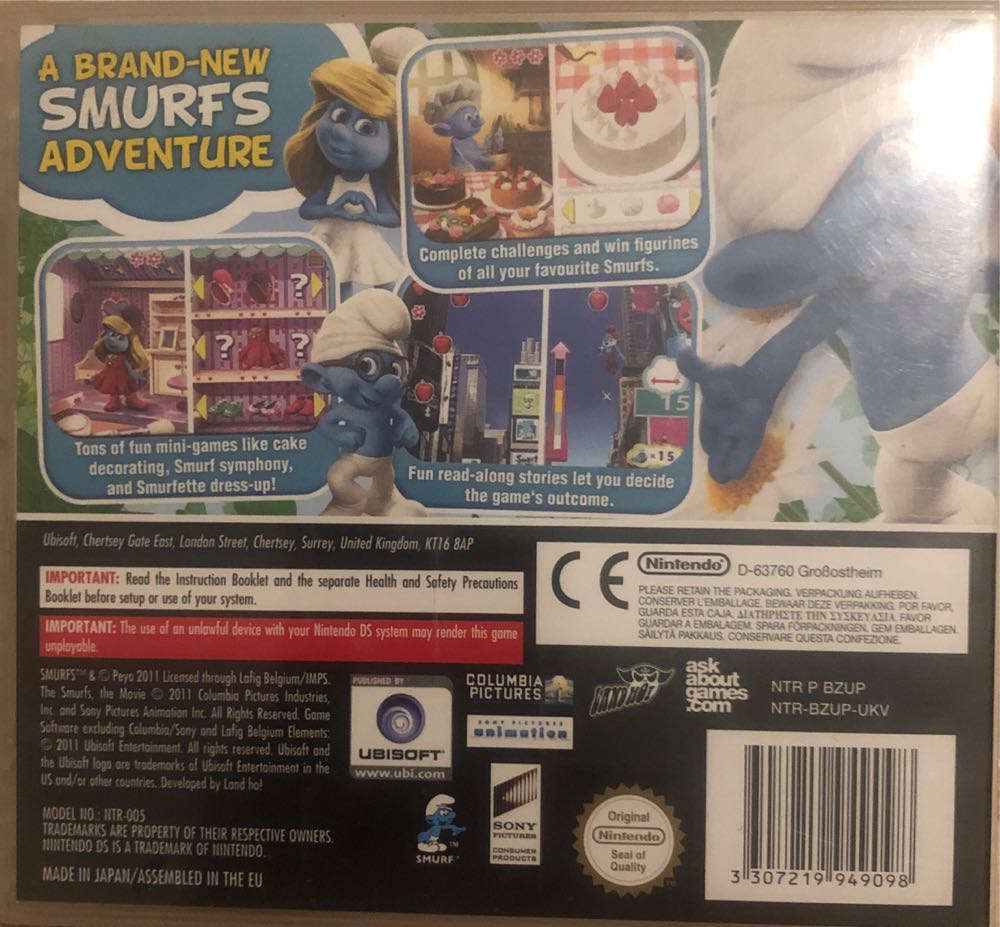 A BRAND-NEW
SMURFS
ADVENTURE
Complete challenges and win figurines
of all your favourite Smurfs.
? 
? ?
Tons of fun mini-games like cake
decorating, Smurf symphony,
and Smurfette dress-up!
15
x15
Fun read-along stories let you decide
the game's outcome.
Ubisoft, Chertsey Gate East, London Street, Chertsey, Surrey, United Kingdom, KT16 8AP
IMPORTANT: Read the Instruction Booklet and the separate Health and Safety Precautions
Booklet before setup or use of your system.
IMPORTANT: The use of an unlawful device with your Nintendo DS system may render this game
unplayable.
CE
Nintendo® D-63760 Großostheim
PLEASE RETAIN THE PACKAGING. VERPACKUNG AUFHEBEN.
CONSERVER L'EMBALLAGE. BEWAAR DEZE VERPAKKING. POR FAVOR,
GUARDA ESTA CAJA. ΔΙΑΤΗΡΗΣΤΕ ΤΗΝ ΣΥΣΚΕΥΑΣΙΑ. FAVOR
GUARDAR A EMBALAGEM. SPARA FÖRPACKNINGEN. GEM EMBALLAGEN.
SÄILYTÄ PAKKAUS. CONSERVARE QUESTA CONFEZIONE.
SMURFS™ & © Peyo 2011 Licensed through Lafig Belgium/IMPS.
The Smurfs, the Movie © 2011 Columbia Pictures Industries,
Inc. and Sony Pictures Animation Inc. All Rights Reserved. Game
Software excluding Columbia/Sony and Lafig Belgium Elements:
© 2011 Ubisoft Entertainment. All rights reserved. Ubisoft and
the Ubisoft logo are trademarks of Ubisoft Entertainment in the
US and/or other countries. Developed by Land ho!
MODEL NO.: NTR-005
TRADEMARKS ARE PROPERTY OF THEIR RESPECTIVE OWNERS.
NINTENDO DS IS A TRADEMARK OF NINTENDO.
MADE IN JAPAN/ASSEMBLED IN THE EU
PUBLISHED BY
UBISOFT®
www.ubi.com
COLUMBIA
PICTURES
SONY PICTURES
animation
LAND HO!
ask
about
games
.com
NTR P BZUP
NTR-BZUP-UKV
SMURF™
SONY
PICTURES
CONSUMER
PRODUCTS
Original
Nintendo
Seal of
Quality
TM
3 307219 949098